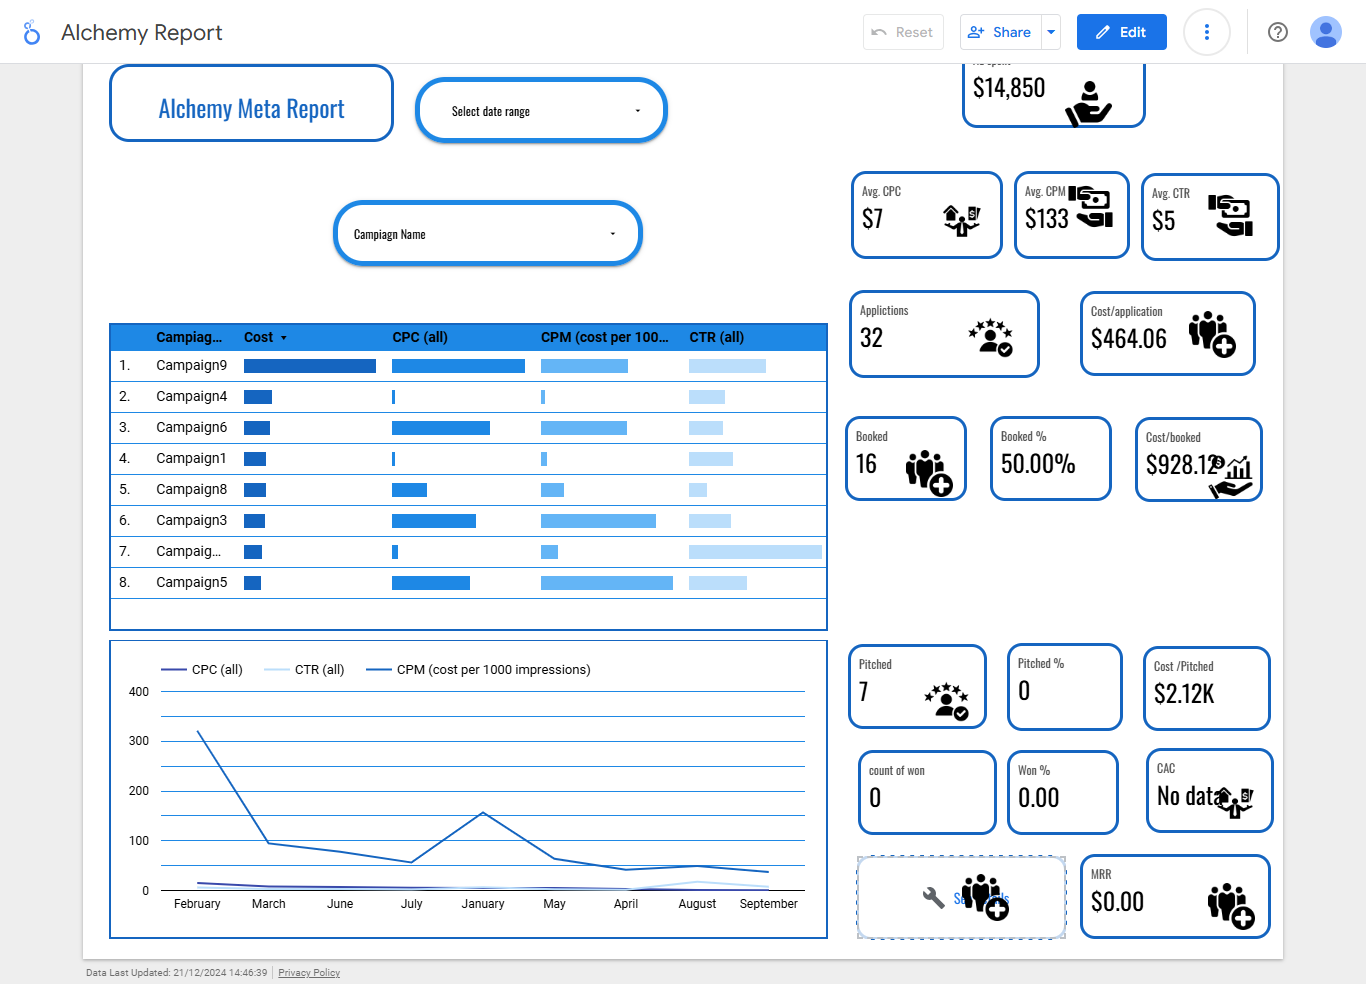 Alchemy Report
Reset
Share
Edit
Alchemy Meta Report
Select date range
$14,850
Campiagn Name
Avg. CPC
$7
Avg. CPM
$133
Avg. CTR
$5
Applictions
32
Cost/application
$464.06
Booked
16
Booked %
50.00%
Cost/booked
$928.12
Campiag... Cost CPC (all) CPM (cost per 100... CTR (all)
1. Campaign9
2. Campaign4
3. Campaign6
4. Campaign1
5. Campaign8
6. Campaign3
7. Campaig...
8. Campaign5
CPC (all) CTR (all) CPM (cost per 1000 impressions)
400
300
200
100
0
February March June July January May April August September
Pitched
7
Pitched %
0
Cost /Pitched
$2.12K
count of won
0
Won %
0.00
CAC
No data
MRR
$0.00
Data Last Updated: 21/12/2024 14:46:39
Privacy Policy